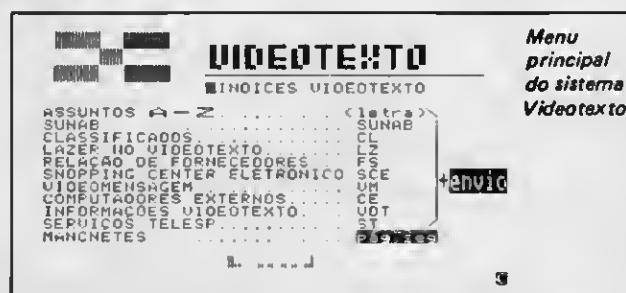 VIDEOTEXTO
INDICES VIDEOTEXTO
ASSUNTOS A-Z ........ <letra>
SUNAB ........ SUNAB
CLASSIFICADOS ........ CL
LAZER NO VIDEOTEXTO ........ LZ
RELAÇÃO DE FORNECEDORES ... FS
SHOPPING CENTER ELETRONICO SCE
VIDEOMENSAGEM ........ VM
COMPUTADORES EXTERNOS ..... CE
INFORMAÇÕES VIDEOTEXTO ..... VDT
SERVIÇOS TELESP ........ ST
MANCHETES ........
+envio
Menu
principal
do sistema
Videotexto